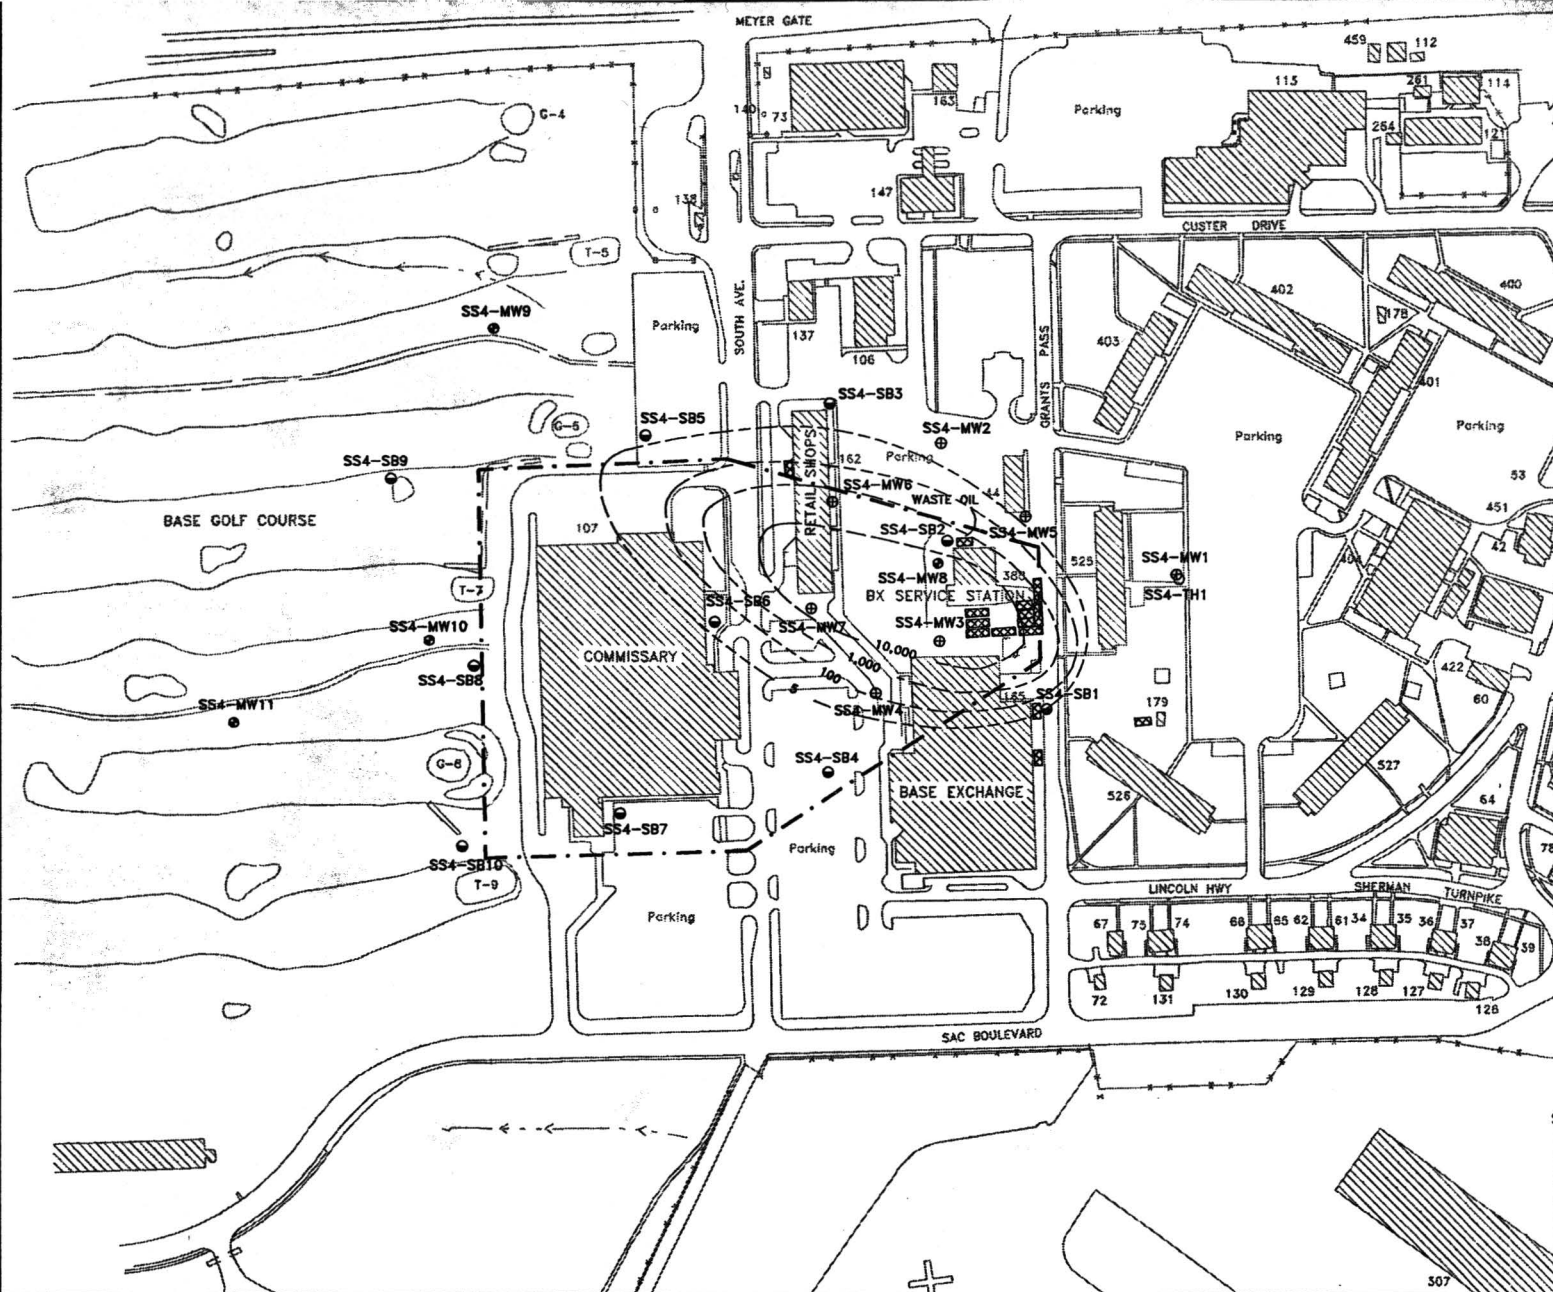 MEYER GATE
459
112
113
261
114
G-4
140
73
163
Parking
264
121
138
147
CUSTER DRIVE
T-5
SOUTH AVE.
402
400
178
SS4-MW9
Parking
137
106
GRANTS PASS
403
401
SS4-SB3
SS4-SB5
G-5
SS4-MW2
Parking
Parking
Parking
SS4-SB9
162
RETAIL SHOPS
53
SS4-MW6
WASTE OIL
44
451
BASE GOLF COURSE
107
SS4-SB2
SS4-MW5
42
SS4-MW1
525
404
SS4-MW8
388
T-7
BX SERVICE STATION
SS4-TH1
SS4-SB6
SS4-MW10
SS4-MW7
SS4-MW3
COMMISSARY
10,000
1,000
100
5
422
SS4-SB8
60
165
SS4-SB1
179
SS4-MW11
SS4-MW4
G-8
SS4-SB4
527
BASE EXCHANGE
526
64
SS4-SB7
Parking
78
SS4-SB10
T-9
LINCOLN HWY
SHERMAN TURNPIKE
Parking
67
75
74
66
65
62
61
34
35
36
37
38
39
72
131
130
129
128
127
126
SAC BOULEVARD
307